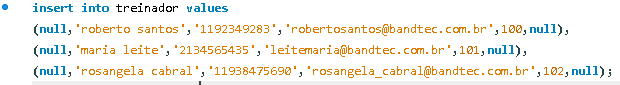 insert into treinador values
(null,'roberto santos','1192349283','robertosantos@bandtec.com.br',100,null),
(null,'maria leite','2134565435','leitemaria@bandtec.com.br',101,null),
(null,'rosangela cabral','11938475690','rosangela_cabral@bandtec.com.br',102,null);